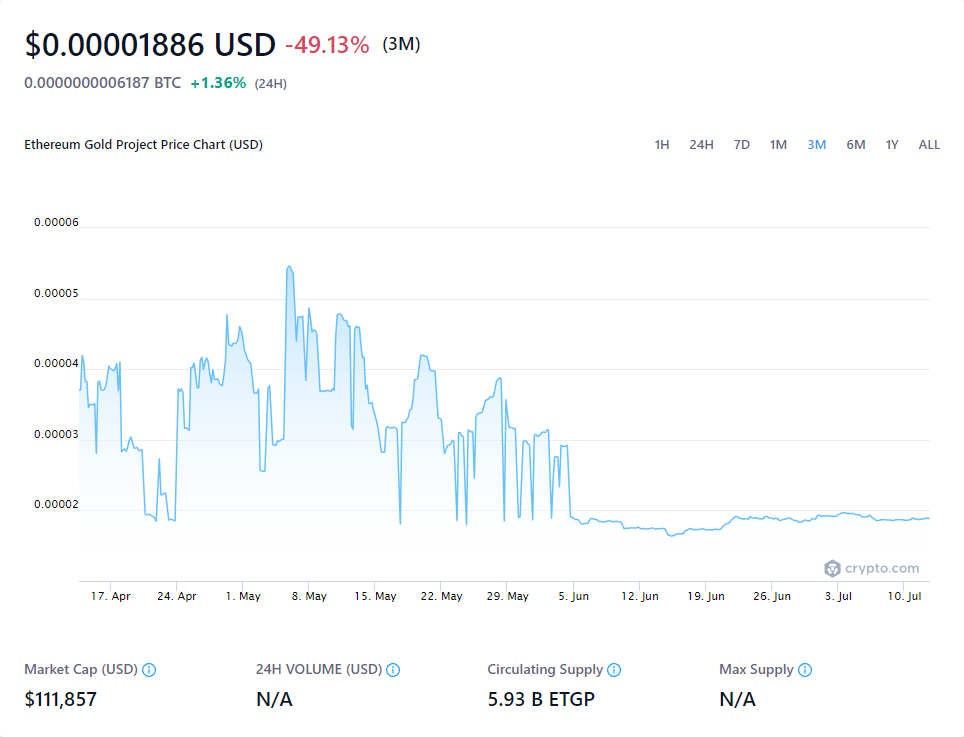 $0.00001886 USD -49.13% (3M)
0.0000000006187 BTC +1.36% (24H)
Ethereum Gold Project Price Chart (USD) 1H 24H 7D 1M 3M 6M 1Y ALL
0.00006
0.00005
0.00004
0.00003
0.00002
crypto.com
17. Apr 24. Apr 1. May 8. May 15. May 22. May 29. May 5. Jun 12. Jun 19. Jun 26. Jun 3. Jul 10. Jul
Market Cap (USD) 24H VOLUME (USD) Circulating Supply Max Supply
$111,857 N/A 5.93 B ETGP N/A